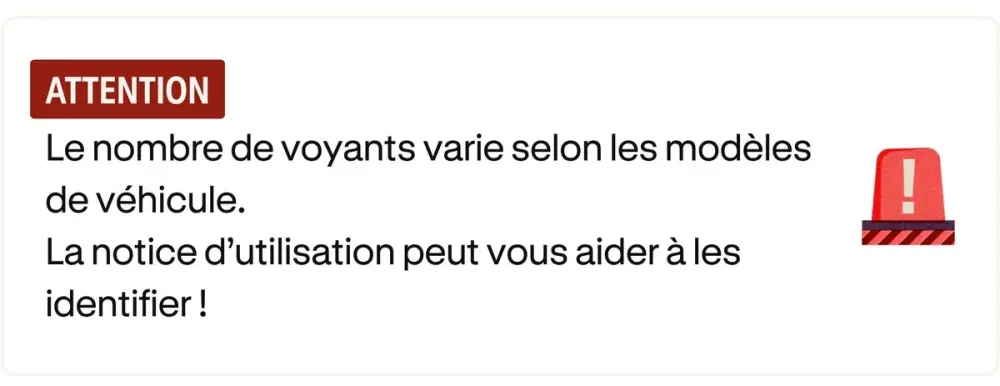 ATTENTION
Le nombre de voyants varie selon les modèles
de véhicule.
La notice d’utilisation peut vous aider à les
identifier !
!